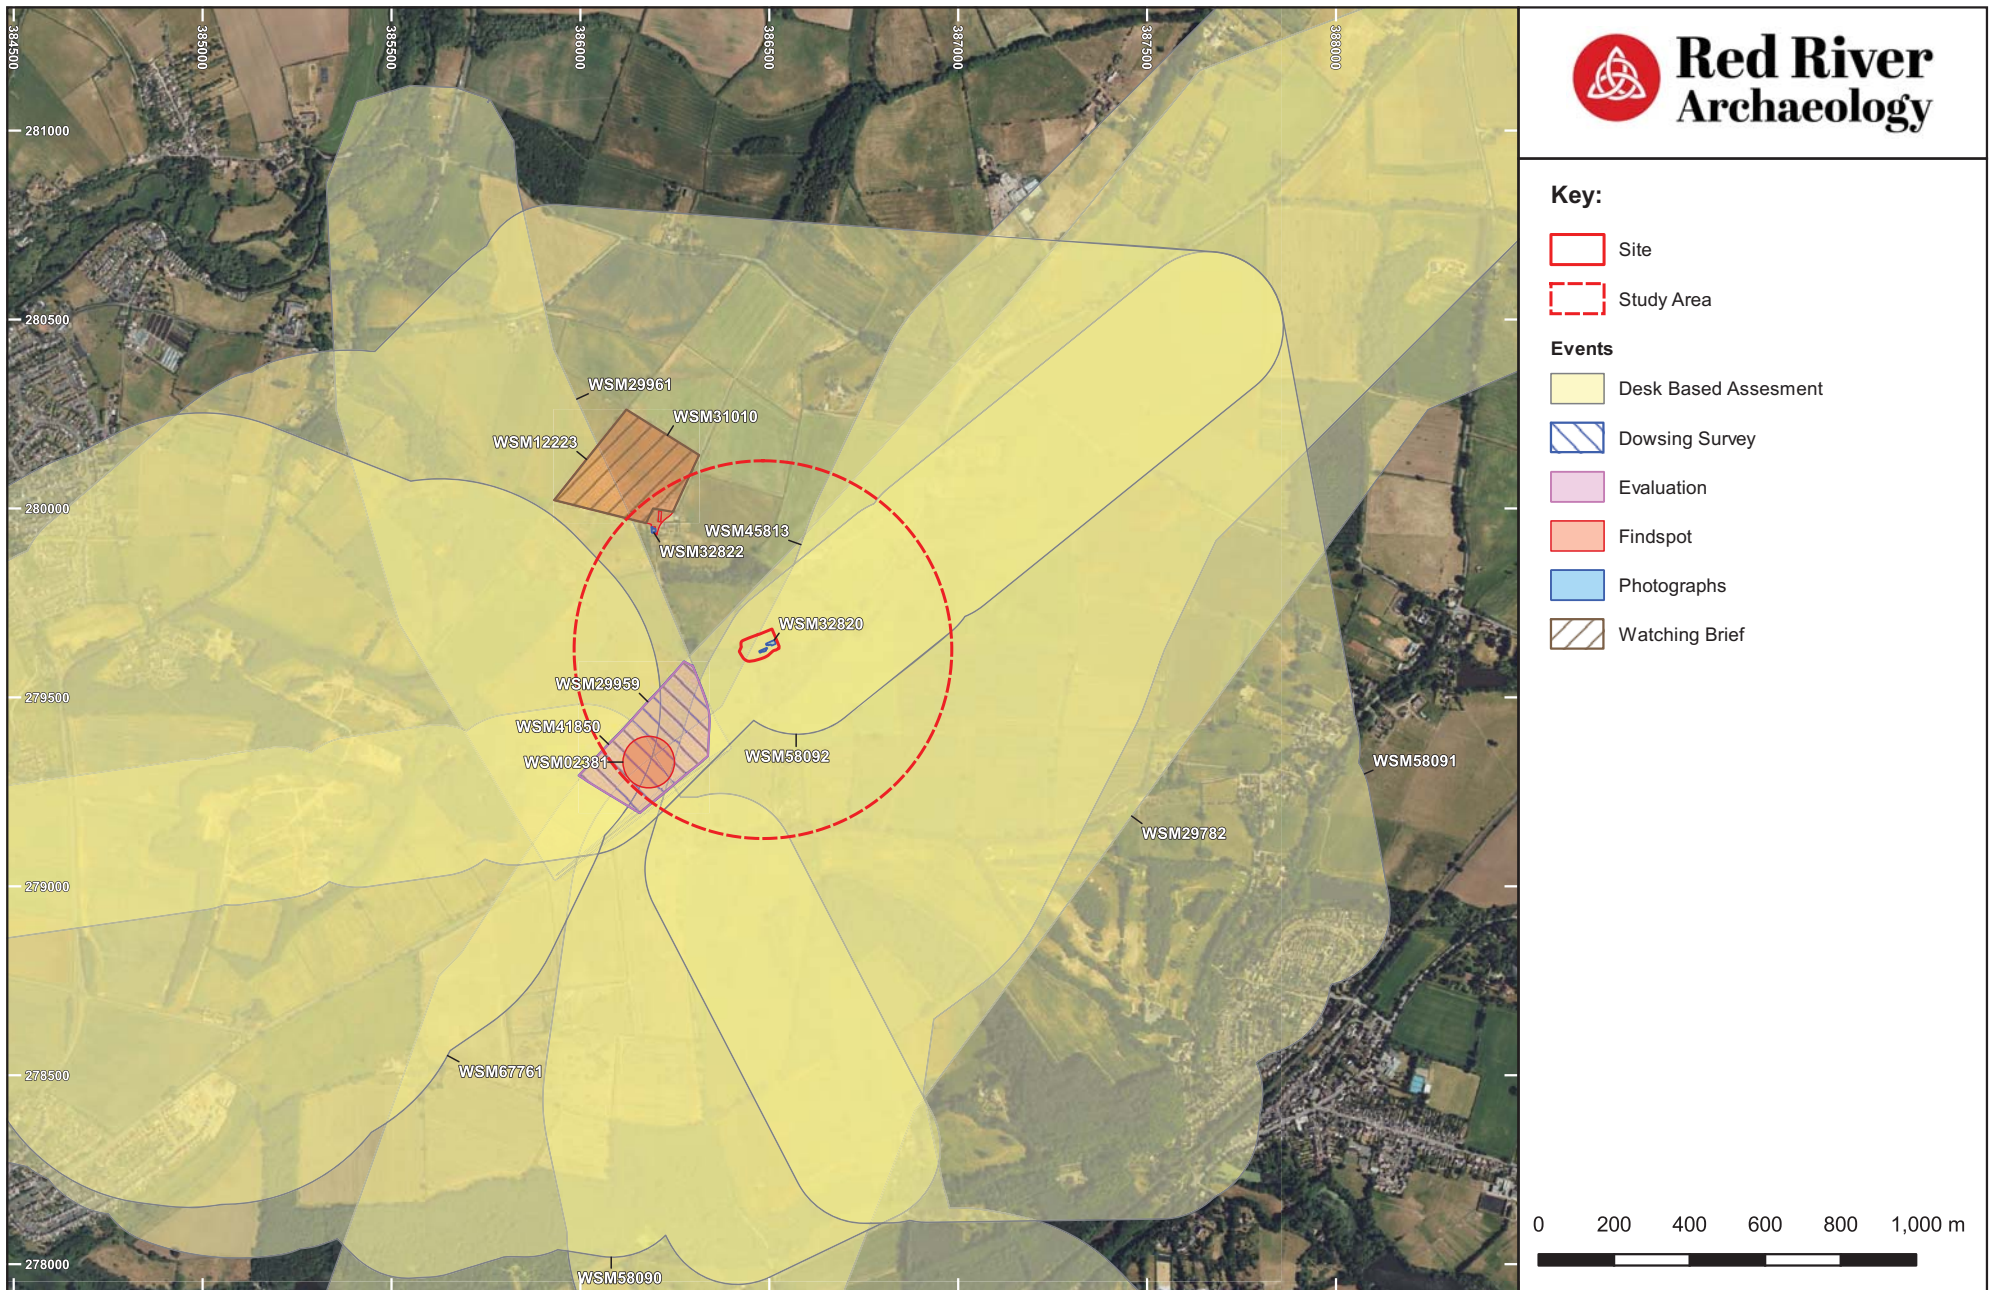 384500
385000
385500
386000
386500
387000
387500
388000
281000
280500
280000
279500
279000
278500
278000
WSM29961
WSM31010
WSM12223
WSM45813
WSM32822
WSM32820
WSM29959
WSM41850
WSM02381
WSM58092
WSM58091
WSM29782
WSM67761
WSM58090
Red River
Archaeology
Key:
Site
Study Area
Events
Desk Based Assesment
Dowsing Survey
Evaluation
Findspot
Photographs
Watching Brief
0 200 400 600 800 1,000 m